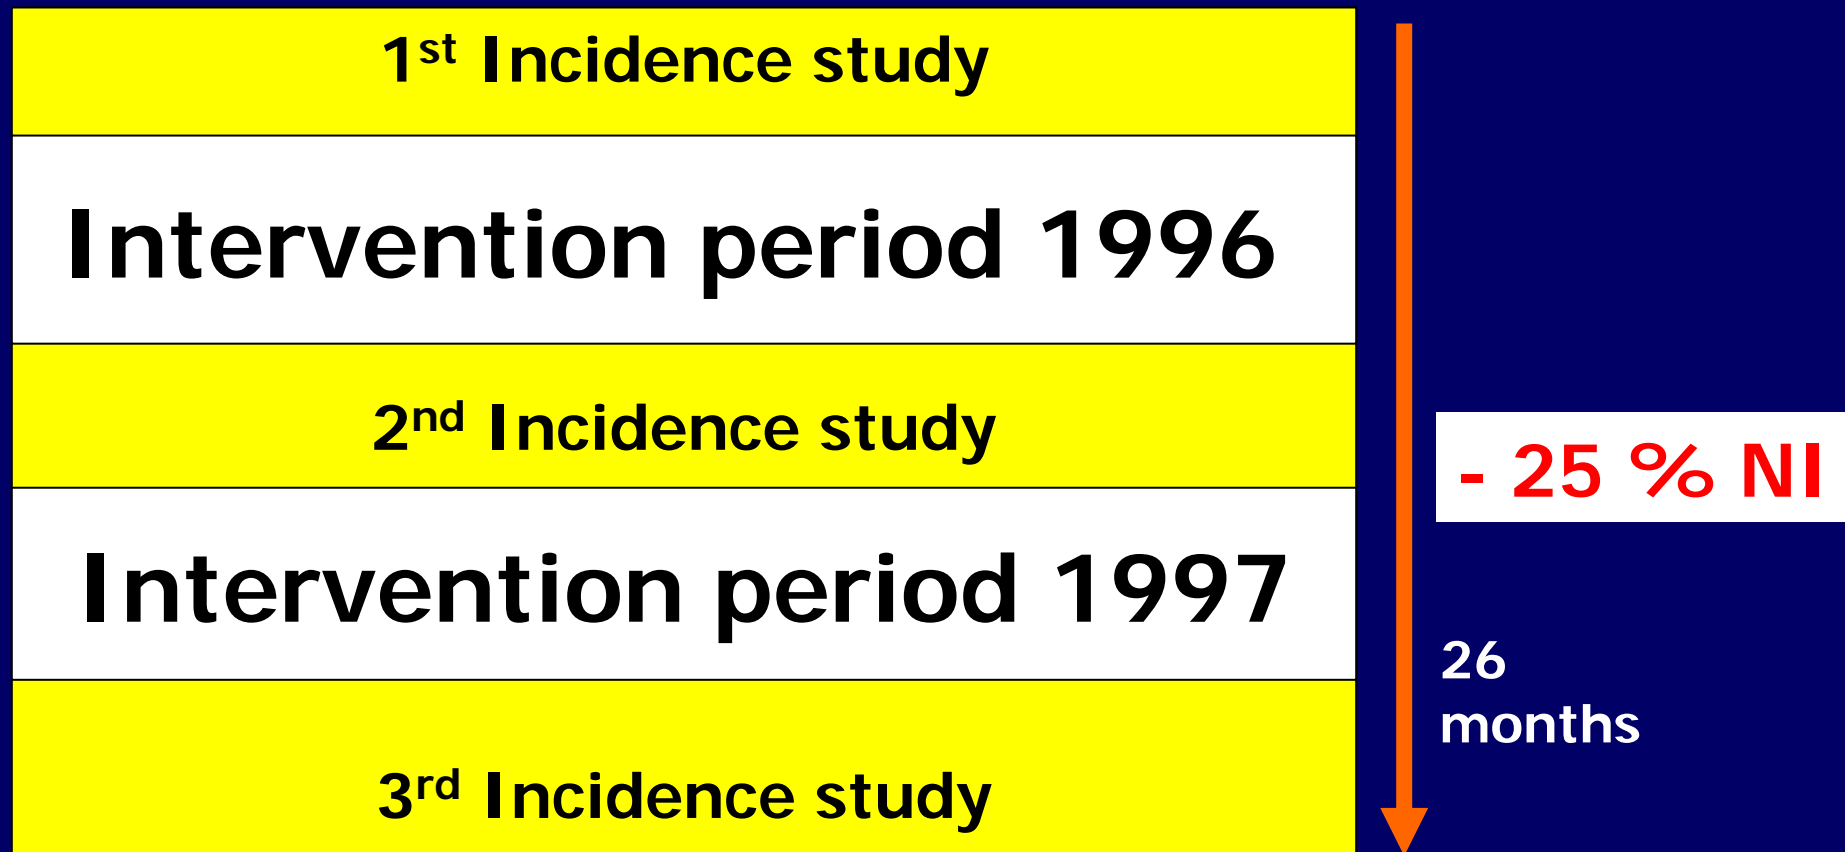 1st Incidence study
Intervention period 1996
2nd Incidence study
- 25 % NI
Intervention period 1997
26
months
3rd Incidence study